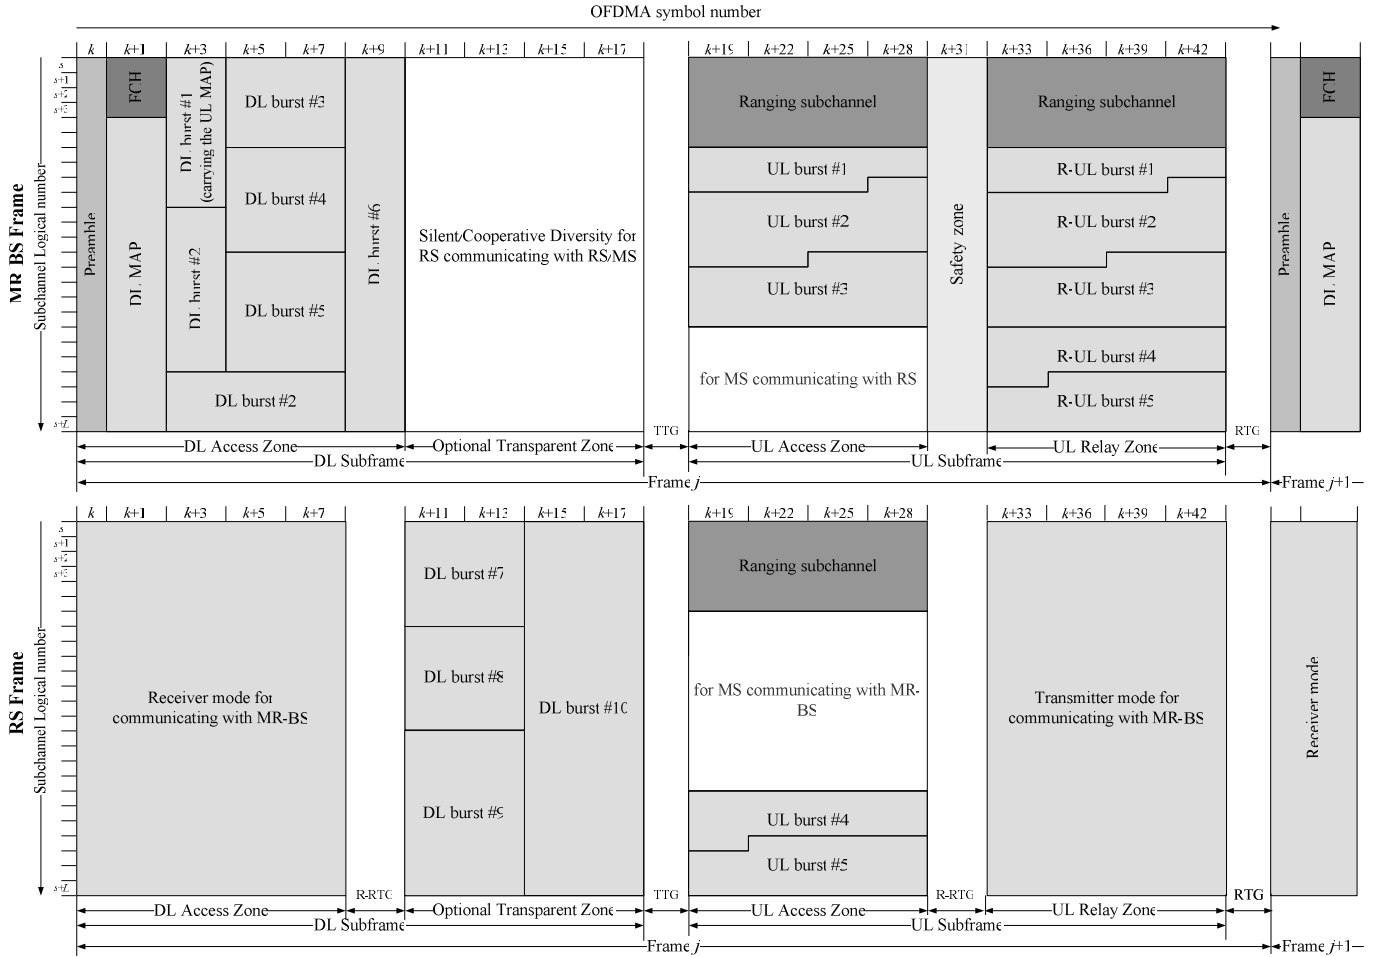 OFDMA symbol number
k k+1 k+3 k+5 k+7 k+9 k+11 k+13 k+15 k+17 k+19 k+22 k+25 k+28 k+31 k+33 k+36 k+39 k+42
MR BS Frame
Subchannel Logical number
s
s+1
s+2
s+3
s+L
Preamble
FCH
DL MAP
DL burst #1
(carrying the UL MAP)
DL burst #2
DL burst #3
DL burst #4
DL burst #5
DL burst #2
DL burst #6
Silent/Cooperative Diversity for
RS communicating with RS/MS
Ranging subchannel
UL burst #1
UL burst #2
UL burst #3
for MS communicating with RS
Safety zone
Ranging subchannel
R-UL burst #1
R-UL burst #2
R-UL burst #3
R-UL burst #4
R-UL burst #5
Preamble
FCH
DL MAP
DL Access Zone
Optional Transparent Zone
TTG
UL Access Zone
UL Relay Zone
RTG
DL Subframe
UL Subframe
Frame j
Frame j+1
k k+1 k+3 k+5 k+7 k+11 k+13 k+15 k+17 k+19 k+22 k+25 k+28 k+33 k+36 k+39 k+42
RS Frame
Subchannel Logical number
s
s+1
s+2
s+3
s+L
Receiver mode for
communicating with MR-BS
DL burst #7
DL burst #8
DL burst #9
DL burst #10
Ranging subchannel
for MS communicating with MR-
BS
UL burst #4
UL burst #5
Transmitter mode for
communicating with MR-BS
Receiver mode
DL Access Zone
R-RTG
Optional Transparent Zone
TTG
UL Access Zone
R-RTG
UL Relay Zone
RTG
DL Subframe
UL Subframe
Frame j
Frame j+1